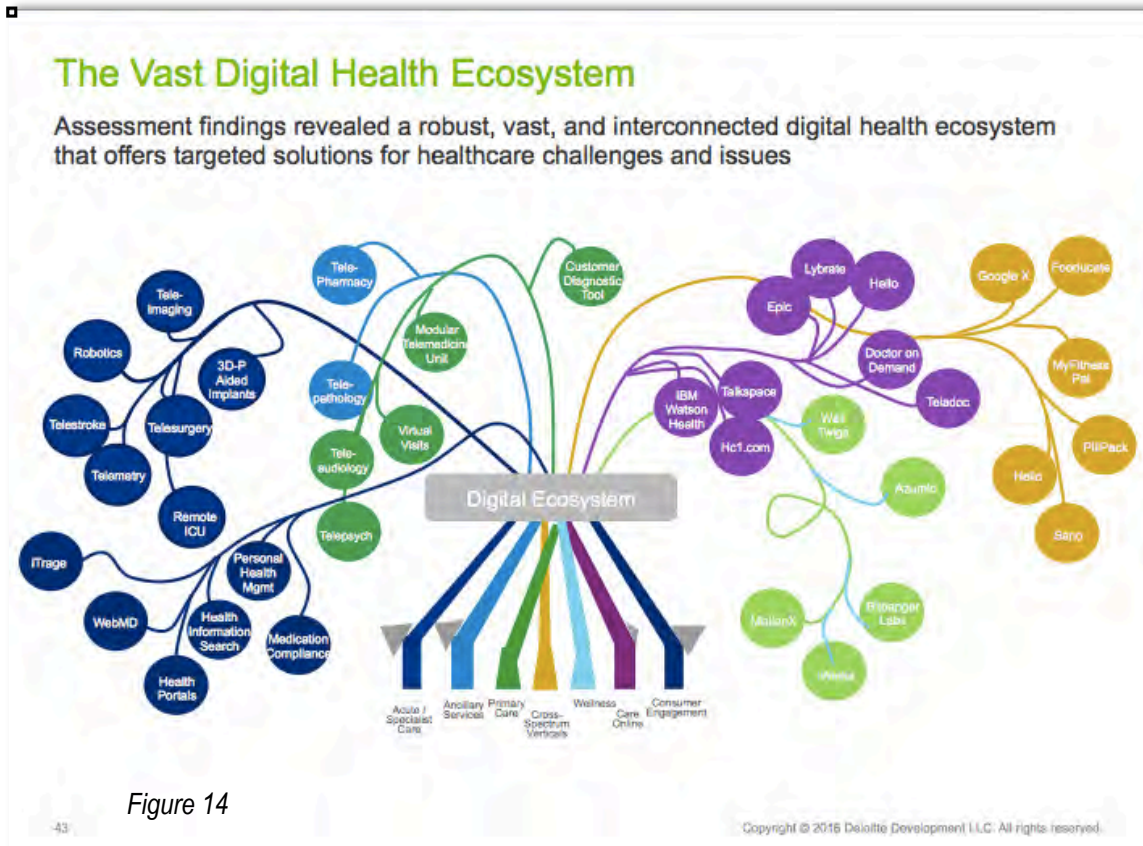 The Vast Digital Health Ecosystem
Assessment findings revealed a robust, vast, and interconnected digital health ecosystem
that offers targeted solutions for healthcare challenges and issues
Tele-
Imaging
Robotics
3D-P
Aided
Implants
Telestroke
Telesurgery
Telemetry
Remote
ICU
iTrage
WebMD
Health
Portals
Health
Information
Search
Personal
Health
Mgmt
Medication
Compliance
Tele-
Pharmacy
Tele-
pathology
Modular
Telemedicine
Unit
Virtual
Visits
Tele-
audiology
Telepsych
Customer
Diagnostic
Tool
Digital Ecosystem
Epic
Lybrate
Hello
Doctor on
Demand
Teladoc
IBM
Watson
Health
Talkspace
Hc1.com
Well
Twigs
Azumio
MotionX
Bitbanger
Labs
Google X
Fooducate
MyFitness
Pal
PillPack
Hello
Sano
Acute /
Specialist
Care
Ancillary
Services
Primary
Care
Cross-
Spectrum
Verticals
Wellness
Care
Online
Consumer
Engagement
Figure 14
43
Copyright © 2016 Deloitte Development LLC. All rights reserved.